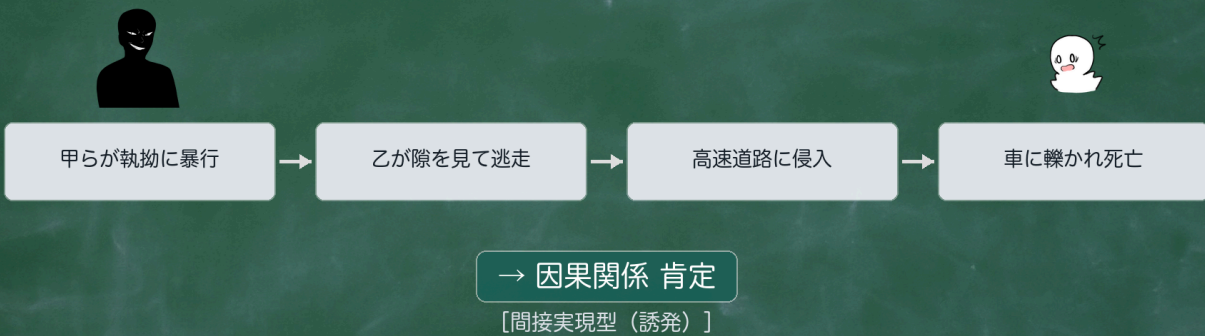 甲らが執拗に暴行
→
乙が隙を見て逃走
→
高速道路に侵入
→
車に轢かれ死亡
→ 因果関係 肯定
[間接実現型（誘発）]